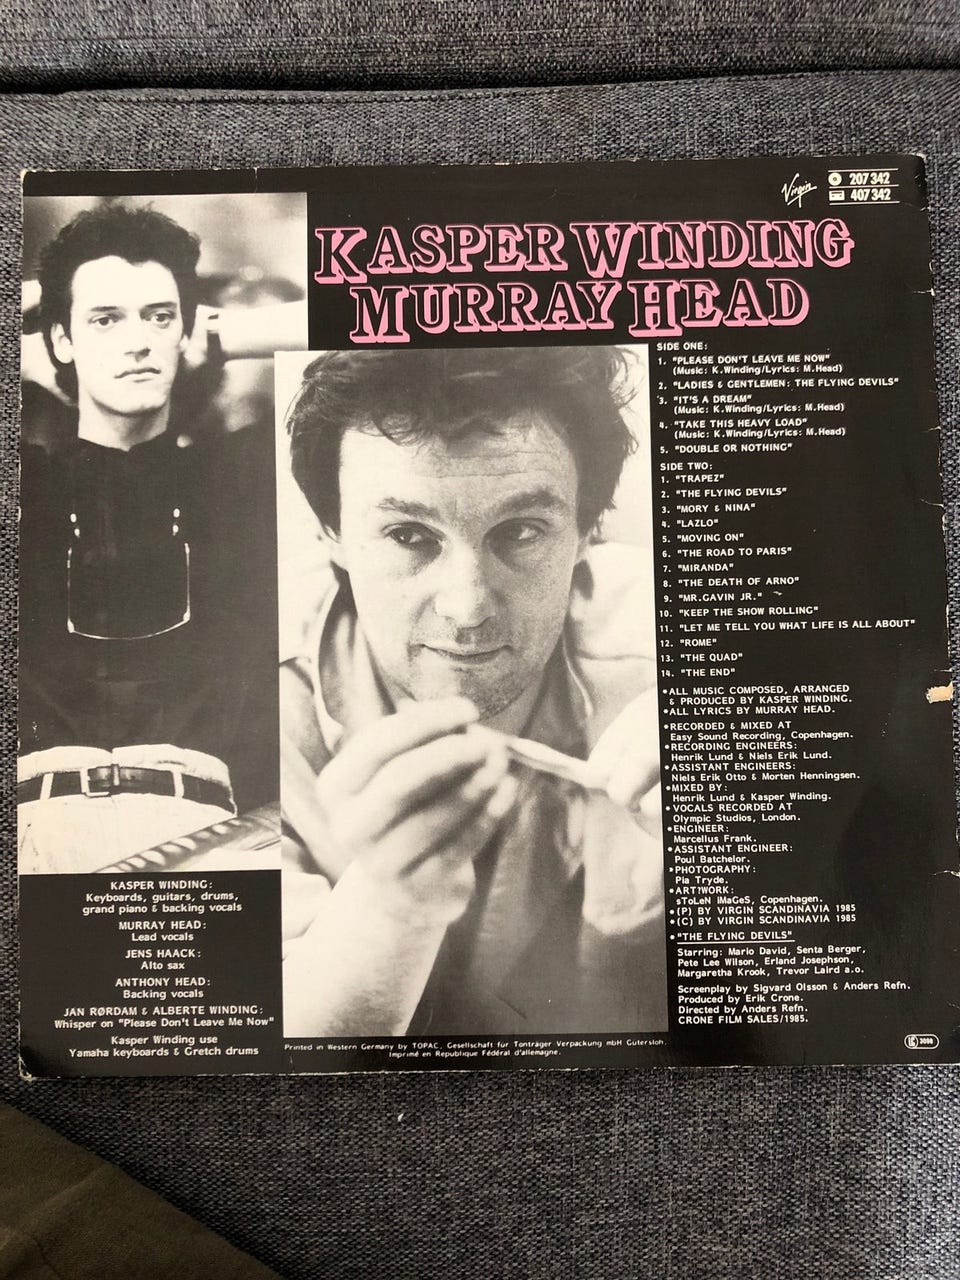 Virgin
207 342
407 342
KASPER WINDING
MURRAY HEAD
SIDE ONE:
1. "PLEASE DON'T LEAVE ME NOW"
(Music: K.Winding/Lyrics: M.Head)
2. "LADIES & GENTLEMEN: THE FLYING DEVILS"
3. "IT'S A DREAM"
(Music: K.Winding/Lyrics: M.Head)
4. "TAKE THIS HEAVY LOAD"
(Music: K.Winding/Lyrics: M.Head)
5. "DOUBLE OR NOTHING"
SIDE TWO:
1. "TRAPEZ"
2. "THE FLYING DEVILS"
3. "MORY & NINA"
4. "LAZLO"
5. "MOVING ON"
6. "THE ROAD TO PARIS"
7. "MIRANDA"
8. "THE DEATH OF ARNO"
9. "MR.GAVIN JR."
10. "KEEP THE SHOW ROLLING"
11. "LET ME TELL YOU WHAT LIFE IS ALL ABOUT"
12. "ROME"
13. "THE QUAD"
14. "THE END"
•ALL MUSIC COMPOSED, ARRANGED
& PRODUCED BY KASPER WINDING.
•ALL LYRICS BY MURRAY HEAD.
•RECORDED & MIXED AT
Easy Sound Recording, Copenhagen.
•RECORDING ENGINEERS:
Henrik Lund & Niels Erik Lund.
•ASSISTANT ENGINEERS:
Niels Erik Otto & Morten Henningsen.
•MIXED BY:
Henrik Lund & Kasper Winding.
•VOCALS RECORDED AT
Olympic Studios, London.
•ENGINEER:
Marcellus Frank.
•ASSISTANT ENGINEER:
Poul Batchelor.
•PHOTOGRAPHY:
Pia Tryde.
•ART?WORK:
sToLeN iMaGeS, Copenhagen.
•(P) BY VIRGIN SCANDINAVIA 1985
•(C) BY VIRGIN SCANDINAVIA 1985
•"THE FLYING DEVILS"
Starring: Mario David, Senta Berger,
Pete Lee Wilson, Erland Josephson,
Margaretha Krook, Trevor Laird a.o.
Screenplay by Sigvard Olsson & Anders Refn.
Produced by Erik Crone.
Directed by Anders Refn.
CRONE FILM SALES/1985.
KASPER WINDING:
Keyboards, guitars, drums,
grand piano & backing vocals
MURRAY HEAD:
Lead vocals
JENS HAACK:
Alto sax
ANTHONY HEAD:
Backing vocals
JAN RØRDAM & ALBERTE WINDING:
Whisper on "Please Don't Leave Me Now"
Kasper Winding use
Yamaha keyboards & Gretch drums
Printed in Western Germany by TOPAC, Gesellschaft für Tonträger Verpackung mbH Gütersloh.
Imprimé en Republique Fédéral d'allemagne.
LC 3098